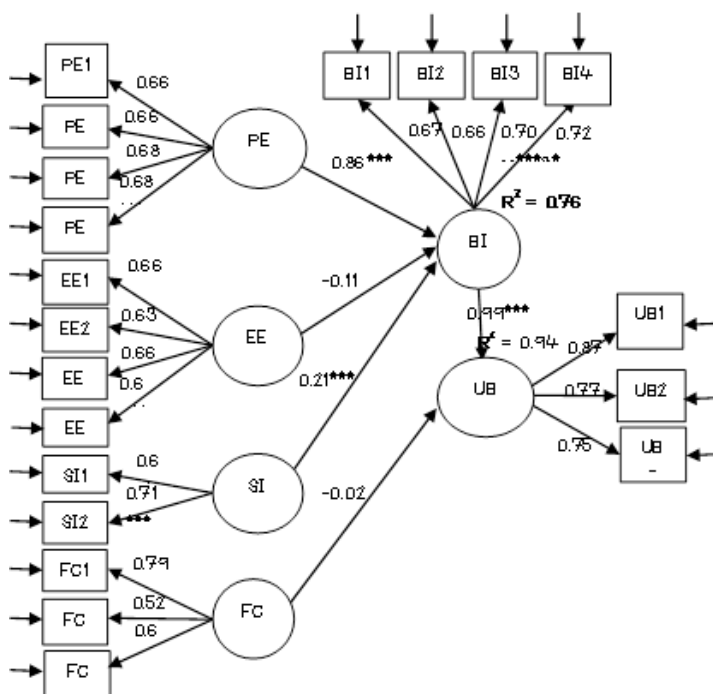 PE1
PE
PE
PE
EE1
EE2
EE
EE
SI1
SI2
FC1
FC
FC
0.66
0.66
0.68
0.68
...
0.66
0.63
0.66
0.6
0.6
0.71
***
0.79
0.52
0.6
PE
EE
SI
FC
0.86***
-0.11
0.21***
-0.02
BI1
BI2
BI3
BI4
0.67
0.66
0.70
0.72
R² = 0.76
BI
0.99***
= 0.94
UB
0.87
0.77
0.75
UB1
UB2
UB